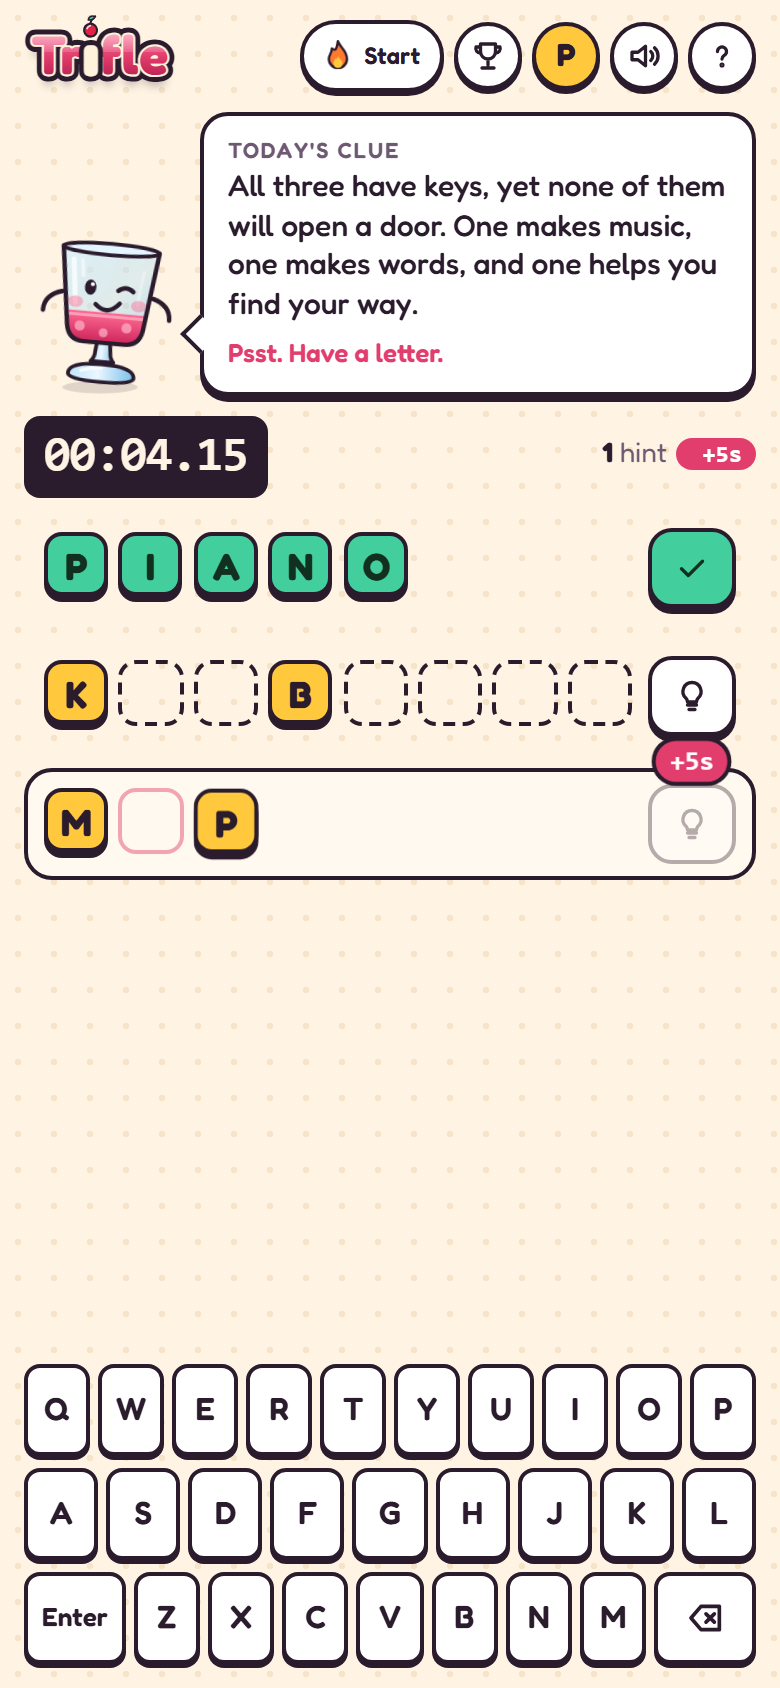 Trifle
Start
P
?
TODAY'S CLUE
All three have keys, yet none of them
will open a door. One makes music,
one makes words, and one helps you
find your way.
Psst. Have a letter.
00:04.15
1 hint +5s
P I A N O
K B
+5s
M P
Q W E R T Y U I O P
A S D F G H J K L
Enter Z X C V B N M